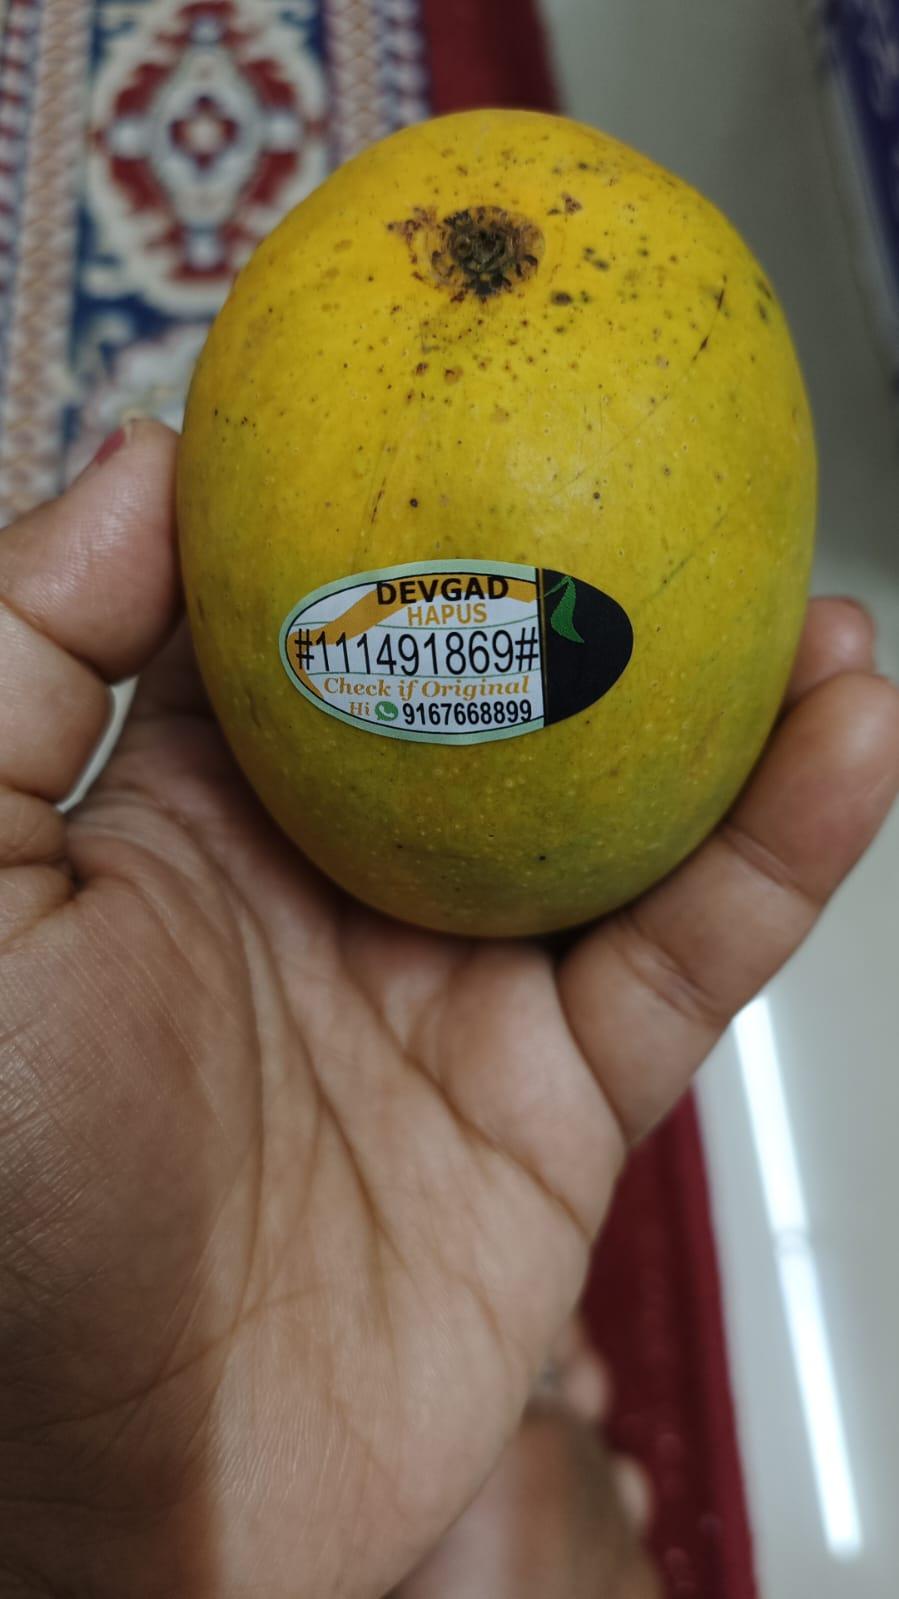 DEVGAD
HAPUS
#111491869#
Check if Original
Hi 9167668899